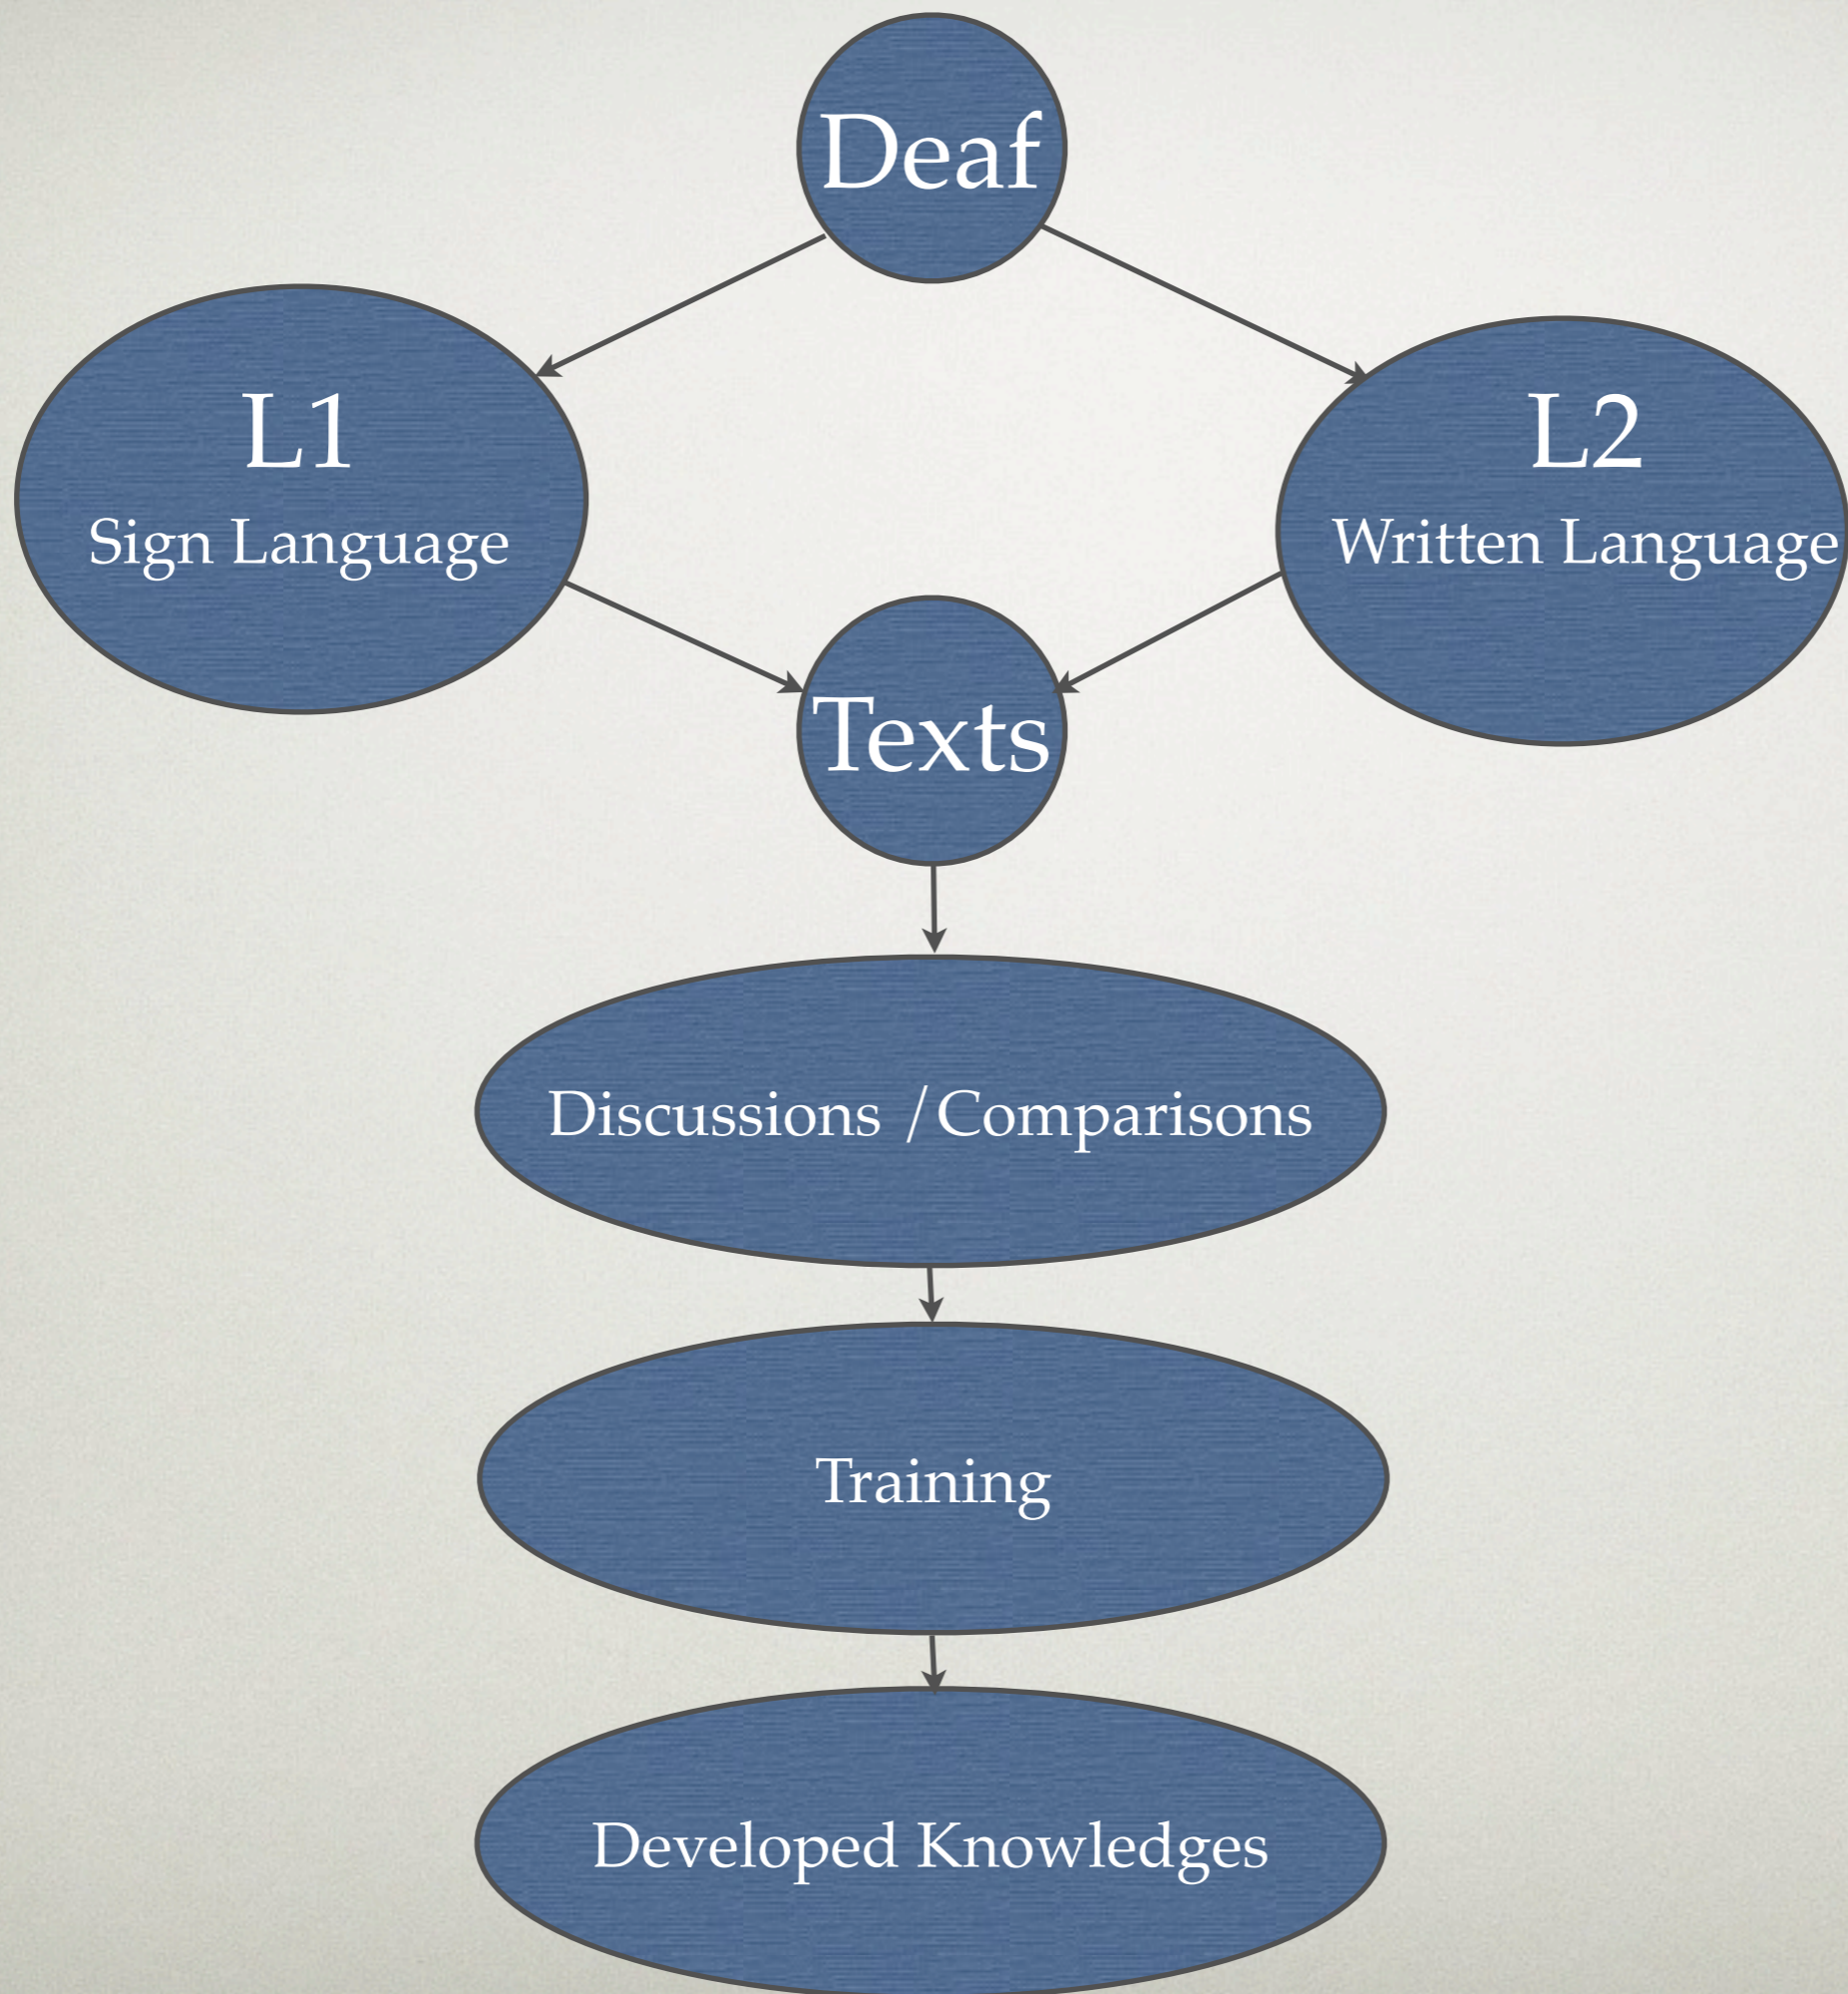 Deaf
L1
Sign Language
L2
Written Language
Texts
Discussions /Comparisons
Training
Developed Knowledges